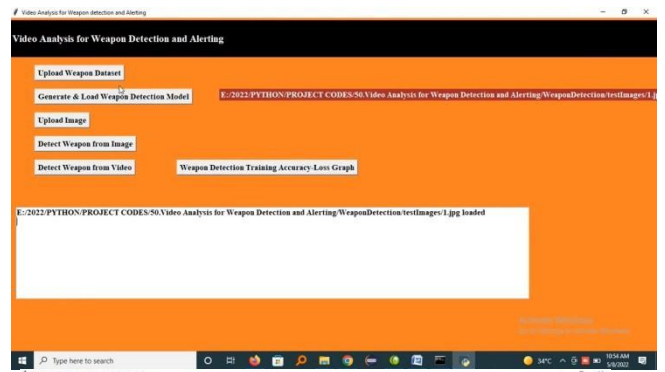 Video Analysis for Weapon detection and Alerting
Video Analysis for Weapon Detection and Alerting
Upload Weapon Dataset
Generate & Load Weapon Detection Model
E:/2022/PYTHON/PROJECT CODES/50.Video Analysis for Weapon Detection and Alerting/WeaponDetection/testImages/1.jp
Upload Image
Detect Weapon from Image
Detect Weapon from Video
Weapon Detection Training Accuracy-Loss Graph
E:/2022/PYTHON/PROJECT CODES/50.Video Analysis for Weapon Detection and Alerting/WeaponDetection/testImages/1.jpg loaded
Type here to search
34°C
10:54 AM
5/8/2022